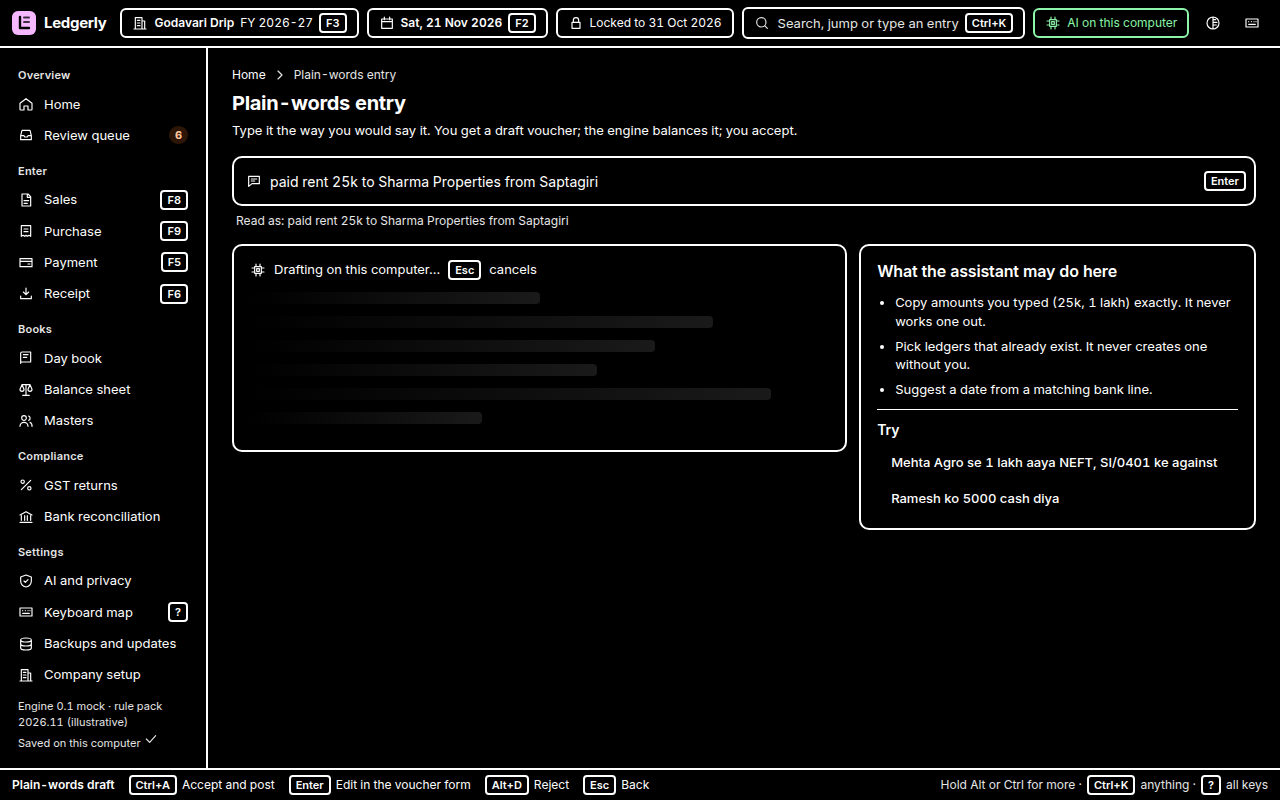 Ledgerly
Godavari Drip FY 2026-27 F3
Sat, 21 Nov 2026 F2
Locked to 31 Oct 2026
Search, jump or type an entry Ctrl+K
AI on this computer
Overview
Home
Review queue 6
Enter
Sales F8
Purchase F9
Payment F5
Receipt F6
Books
Day book
Balance sheet
Masters
Compliance
GST returns
Bank reconciliation
Settings
AI and privacy
Keyboard map ?
Backups and updates
Company setup
Engine 0.1 mock · rule pack
2026.11 (illustrative)
Saved on this computer
Home > Plain-words entry
Plain-words entry
Type it the way you would say it. You get a draft voucher; the engine balances it; you accept.
paid rent 25k to Sharma Properties from Saptagiri Enter
Read as: paid rent 25k to Sharma Properties from Saptagiri
Drafting on this computer... Esc cancels
What the assistant may do here
• Copy amounts you typed (25k, 1 lakh) exactly. It never
works one out.
• Pick ledgers that already exist. It never creates one
without you.
• Suggest a date from a matching bank line.
Try
Mehta Agro se 1 lakh aaya NEFT, SI/0401 ke against
Ramesh ko 5000 cash diya
Plain-words draft Ctrl+A Accept and post Enter Edit in the voucher form Alt+D Reject Esc Back
Hold Alt or Ctrl for more · Ctrl+K anything · ? all keys